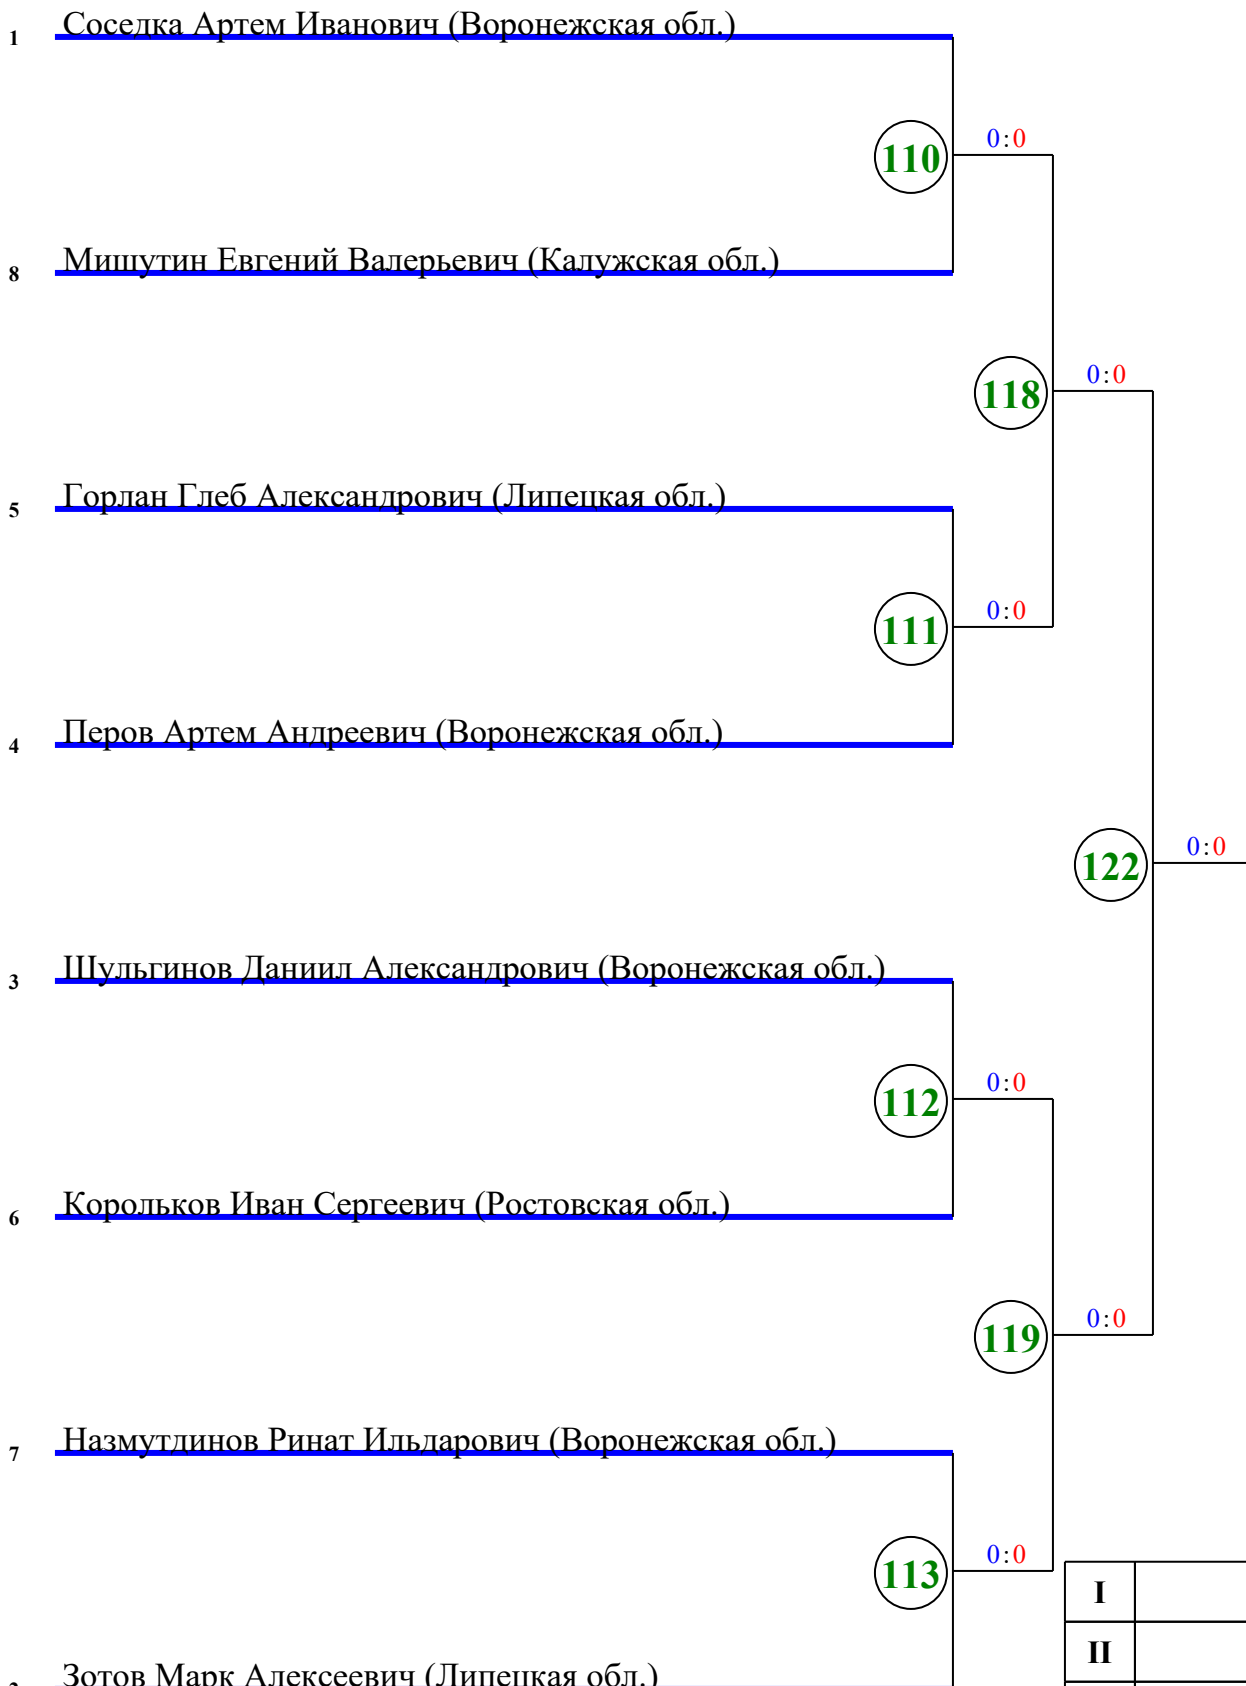 Соседка Артем Иванович (Воронежская обл.)
1
0:0
110
Мишутин Евгений Валерьевич (Калужская обл.)
8
0:0
118
Горлан Глеб Александрович (Липецкая обл.)
5
0:0
111
Перов Артем Андреевич (Воронежская обл.)
4
0:0
122
Шульгинов Даниил Александрович (Воронежская обл.)
3
0:0
112
Корольков Иван Сергеевич (Ростовская обл.)
6
0:0
119
Назмутдинов Ринат Ильдарович (Воронежская обл.)
7
0:0
113
I
II
Зотов Марк Алексеевич (Липецкая обл.)